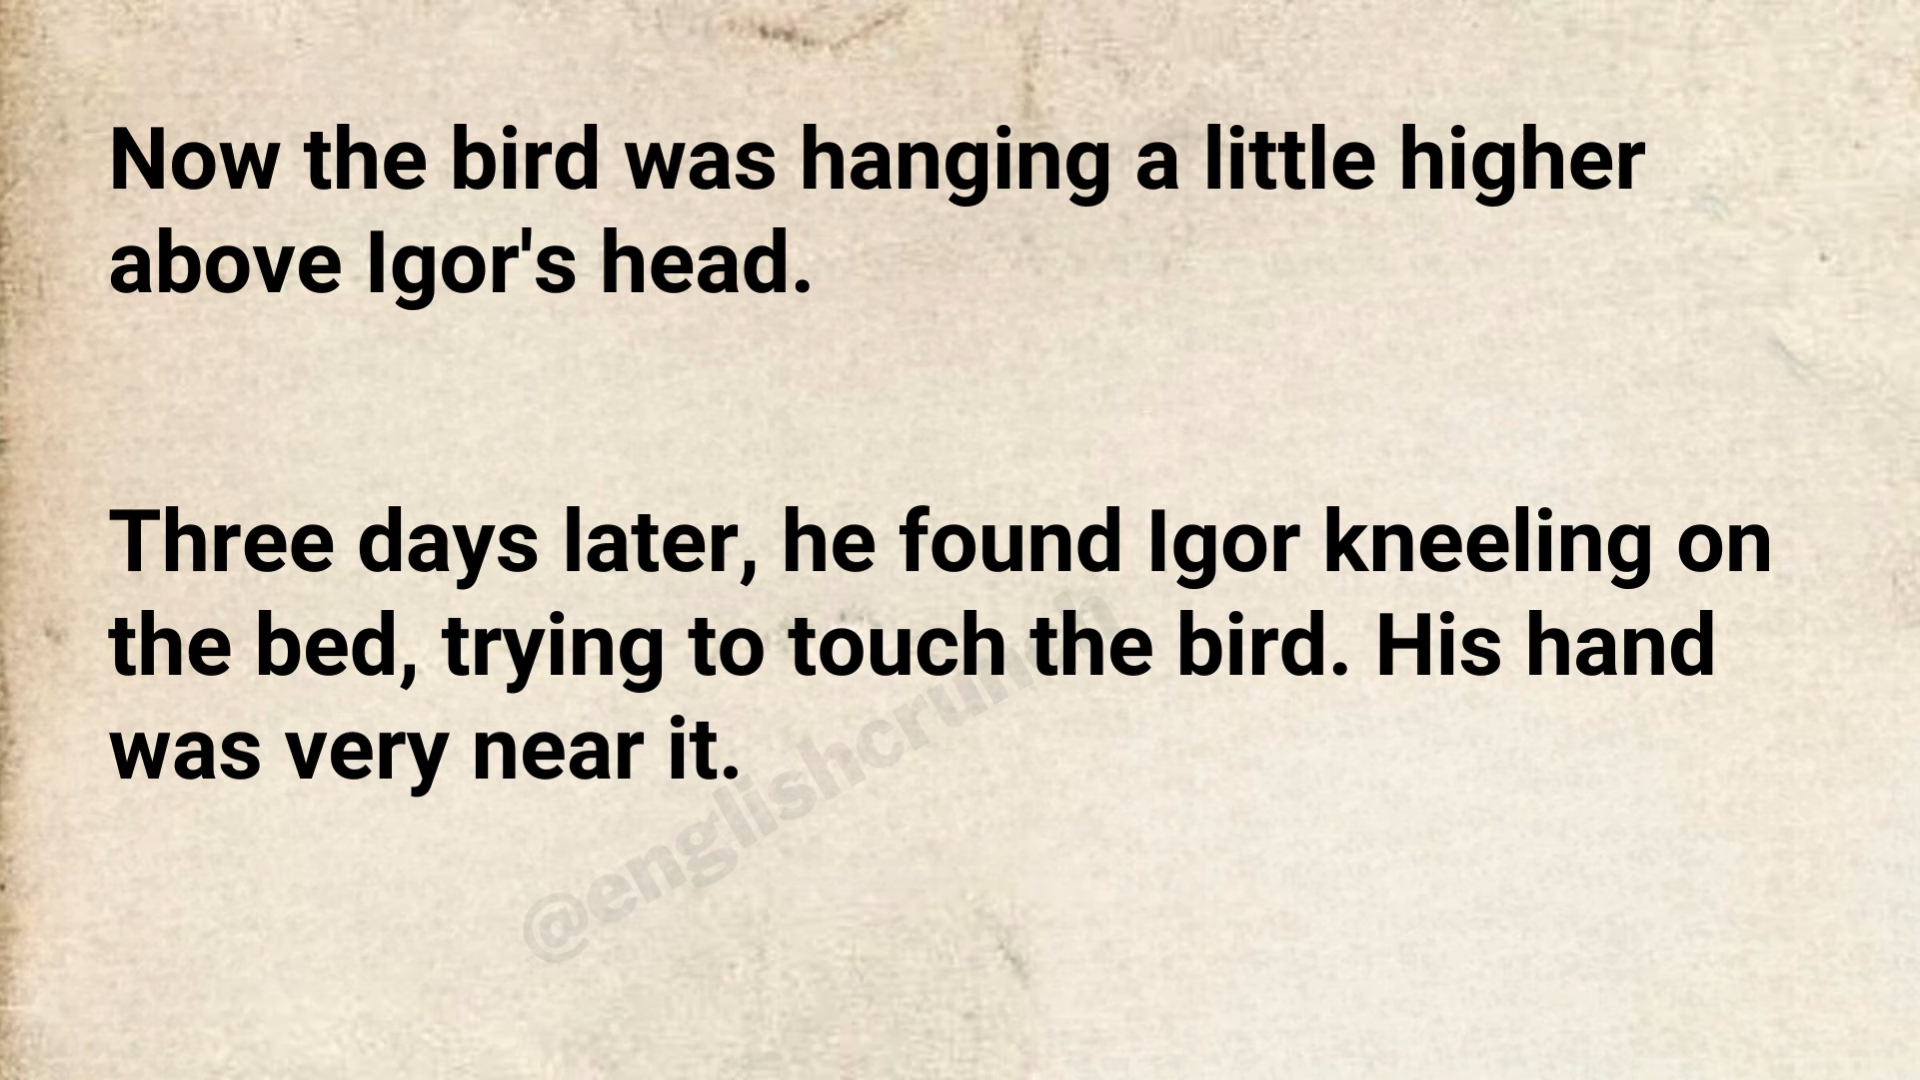 Now the bird was hanging a little higher
above Igor's head.
Three days later, he found Igor kneeling on
the bed, trying to touch the bird. His hand
was very near it.
@englishcrunch